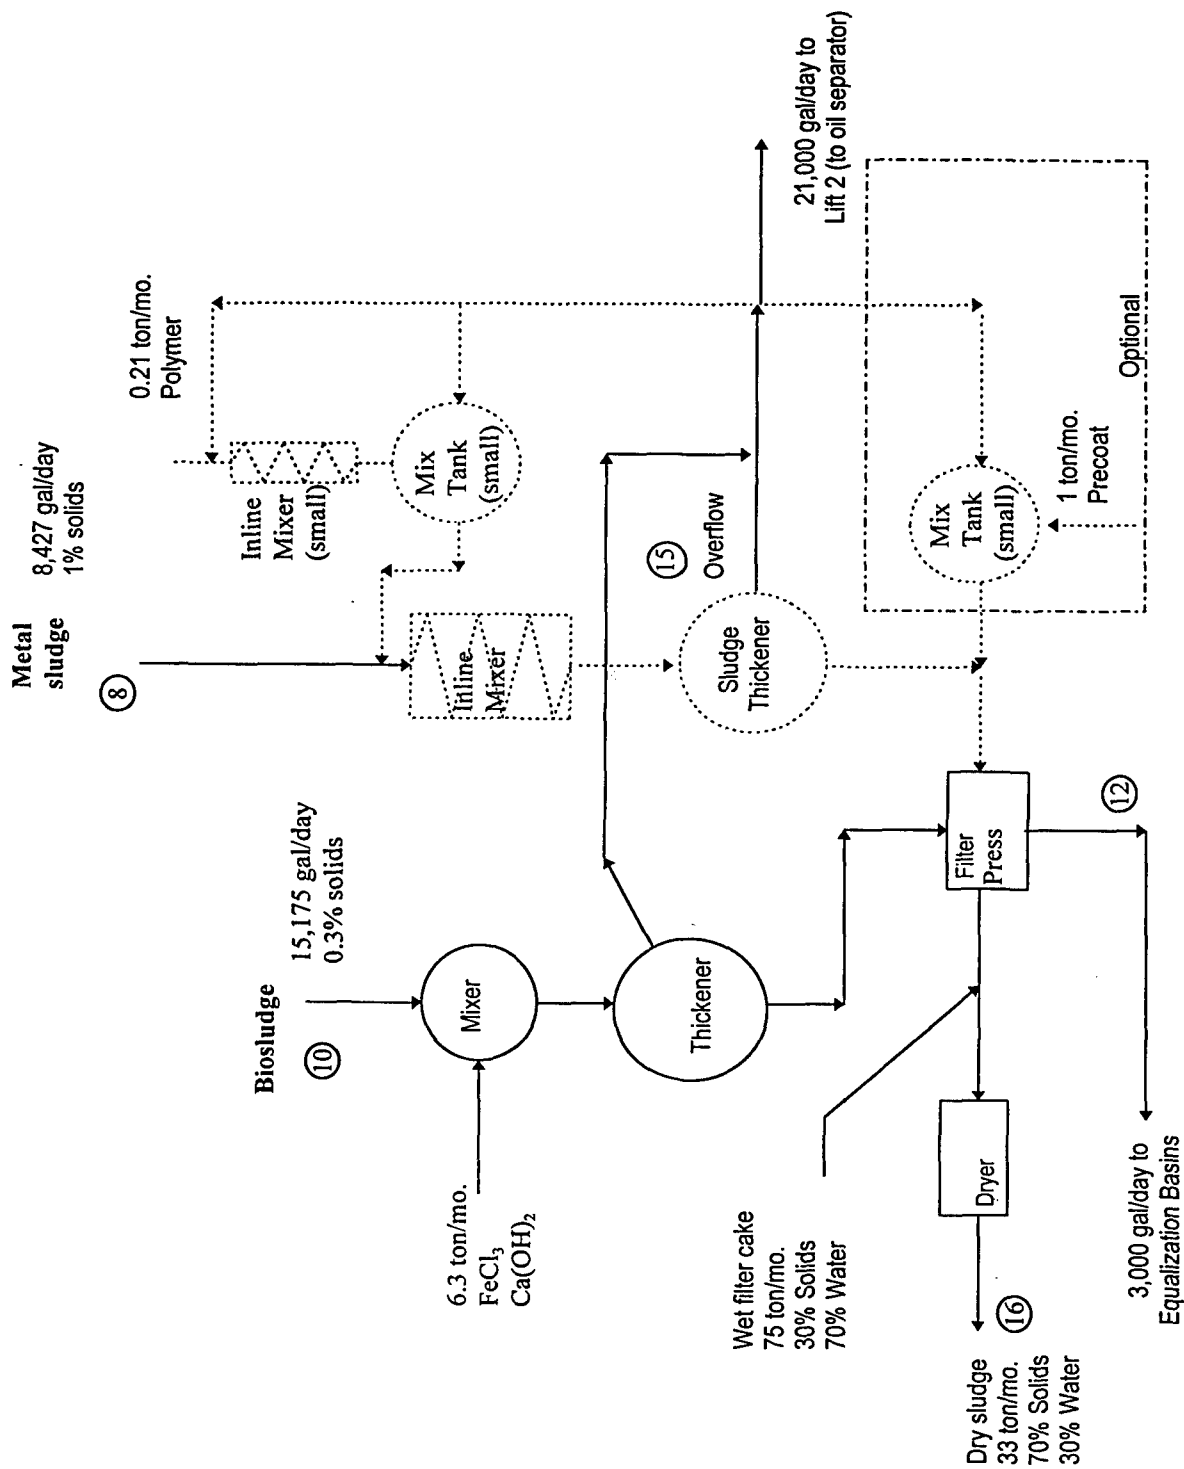 Metal
sludge
8
8,427 gal/day
1% solids
0.21 ton/mo.
Polymer
Inline
Mixer
(small)
Mix
Tank
(small)
Inline
Mixer
Biosludge
10
15,175 gal/day
0.3% solids
Mixer
6.3 ton/mo.
FeCl₃
Ca(OH)₂
Thickener
15
Overflow
Sludge
Thickener
21,000 gal/day to
Lift 2 (to oil separator)
Mix
Tank
(small)
1 ton/mo.
Precoat
Optional
Filter
Press
12
3,000 gal/day to
Equalization Basins
Wet filter cake
75 ton/mo.
30% Solids
70% Water
Dryer
16
Dry sludge
33 ton/mo.
70% Solids
30% Water